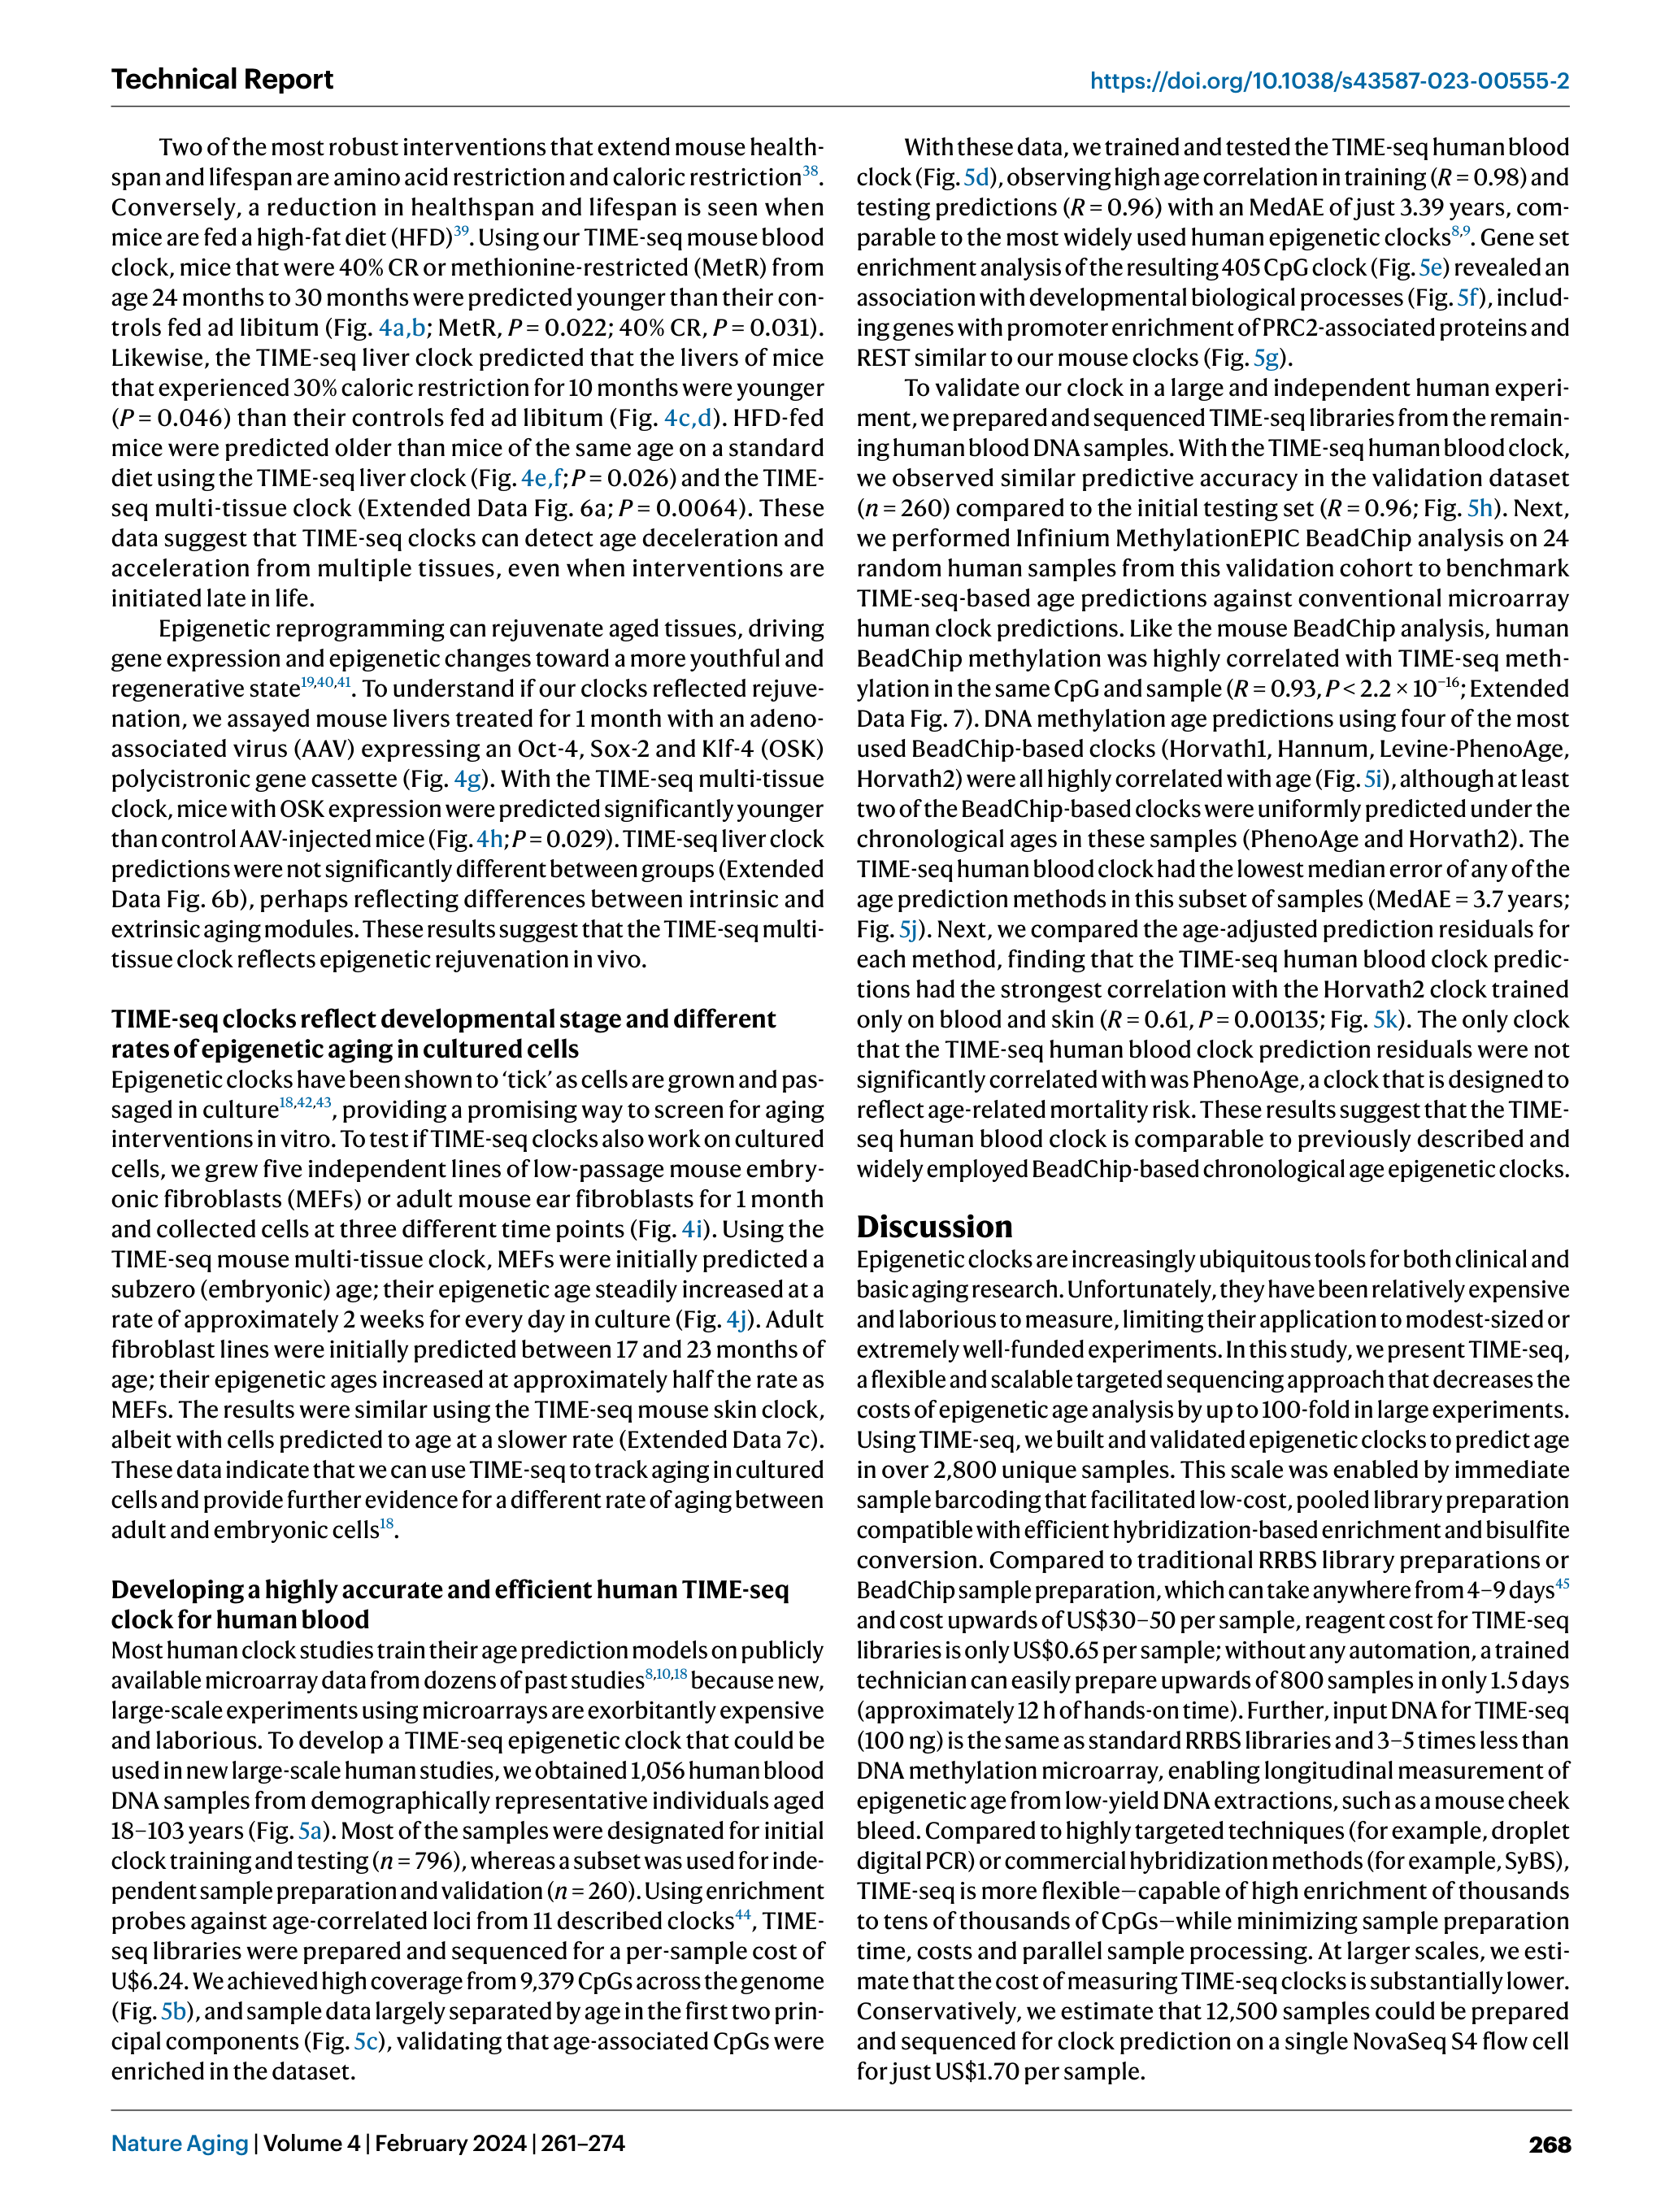 Technical Report
https://doi.org/10.1038/s43587-023-00555-2
Two of the most robust interventions that extend mouse health-
span and lifespan are amino acid restriction and caloric restriction38.
Conversely, a reduction in healthspan and lifespan is seen when
mice are fed a high-fat diet (HFD)39. Using our TIME-seq mouse blood
clock, mice that were 40% CR or methionine-restricted (MetR) from
age 24 months to 30 months were predicted younger than their con-
trols fed ad libitum (Fig. 4a,b; MetR, P = 0.022; 40% CR, P = 0.031).
Likewise, the TIME-seq liver clock predicted that the livers of mice
that experienced 30% caloric restriction for 10 months were younger
(P = 0.046) than their controls fed ad libitum (Fig. 4c,d). HFD-fed
mice were predicted older than mice of the same age on a standard
diet using the TIME-seq liver clock (Fig. 4e,f; P = 0.026) and the TIME-
seq multi-tissue clock (Extended Data Fig. 6a; P = 0.0064). These
data suggest that TIME-seq clocks can detect age deceleration and
acceleration from multiple tissues, even when interventions are
initiated late in life.
Epigenetic reprogramming can rejuvenate aged tissues, driving
gene expression and epigenetic changes toward a more youthful and
regenerative state19,40,41. To understand if our clocks reflected rejuve-
nation, we assayed mouse livers treated for 1 month with an adeno-
associated virus (AAV) expressing an Oct-4, Sox-2 and Klf-4 (OSK)
polycistronic gene cassette (Fig. 4g). With the TIME-seq multi-tissue
clock, mice with OSK expression were predicted significantly younger
than control AAV-injected mice (Fig. 4h; P = 0.029). TIME-seq liver clock
predictions were not significantly different between groups (Extended
Data Fig. 6b), perhaps reflecting differences between intrinsic and
extrinsic aging modules. These results suggest that the TIME-seq multi-
tissue clock reflects epigenetic rejuvenation in vivo.
TIME-seq clocks reflect developmental stage and different
rates of epigenetic aging in cultured cells
Epigenetic clocks have been shown to ‘tick’ as cells are grown and pas-
saged in culture18,42,43, providing a promising way to screen for aging
interventions in vitro. To test if TIME-seq clocks also work on cultured
cells, we grew five independent lines of low-passage mouse embry-
onic fibroblasts (MEFs) or adult mouse ear fibroblasts for 1 month
and collected cells at three different time points (Fig. 4i). Using the
TIME-seq mouse multi-tissue clock, MEFs were initially predicted a
subzero (embryonic) age; their epigenetic age steadily increased at a
rate of approximately 2 weeks for every day in culture (Fig. 4j). Adult
fibroblast lines were initially predicted between 17 and 23 months of
age; their epigenetic ages increased at approximately half the rate as
MEFs. The results were similar using the TIME-seq mouse skin clock,
albeit with cells predicted to age at a slower rate (Extended Data 7c).
These data indicate that we can use TIME-seq to track aging in cultured
cells and provide further evidence for a different rate of aging between
adult and embryonic cells18.
Developing a highly accurate and efficient human TIME-seq
clock for human blood
Most human clock studies train their age prediction models on publicly
available microarray data from dozens of past studies8,10,18 because new,
large-scale experiments using microarrays are exorbitantly expensive
and laborious. To develop a TIME-seq epigenetic clock that could be
used in new large-scale human studies, we obtained 1,056 human blood
DNA samples from demographically representative individuals aged
18–103 years (Fig. 5a). Most of the samples were designated for initial
clock training and testing (n = 796), whereas a subset was used for inde-
pendent sample preparation and validation (n = 260). Using enrichment
probes against age-correlated loci from 11 described clocks44, TIME-
seq libraries were prepared and sequenced for a per-sample cost of
U$6.24. We achieved high coverage from 9,379 CpGs across the genome
(Fig. 5b), and sample data largely separated by age in the first two prin-
cipal components (Fig. 5c), validating that age-associated CpGs were
enriched in the dataset.
With these data, we trained and tested the TIME-seq human blood
clock (Fig. 5d), observing high age correlation in training (R = 0.98) and
testing predictions (R = 0.96) with an MedAE of just 3.39 years, com-
parable to the most widely used human epigenetic clocks8,9. Gene set
enrichment analysis of the resulting 405 CpG clock (Fig. 5e) revealed an
association with developmental biological processes (Fig. 5f), includ-
ing genes with promoter enrichment of PRC2-associated proteins and
REST similar to our mouse clocks (Fig. 5g).
To validate our clock in a large and independent human experi-
ment, we prepared and sequenced TIME-seq libraries from the remain-
ing human blood DNA samples. With the TIME-seq human blood clock,
we observed similar predictive accuracy in the validation dataset
(n = 260) compared to the initial testing set (R = 0.96; Fig. 5h). Next,
we performed Infinium MethylationEPIC BeadChip analysis on 24
random human samples from this validation cohort to benchmark
TIME-seq-based age predictions against conventional microarray
human clock predictions. Like the mouse BeadChip analysis, human
BeadChip methylation was highly correlated with TIME-seq meth-
ylation in the same CpG and sample (R = 0.93, P < 2.2 × 10−16; Extended
Data Fig. 7). DNA methylation age predictions using four of the most
used BeadChip-based clocks (Horvath1, Hannum, Levine-PhenoAge,
Horvath2) were all highly correlated with age (Fig. 5i), although at least
two of the BeadChip-based clocks were uniformly predicted under the
chronological ages in these samples (PhenoAge and Horvath2). The
TIME-seq human blood clock had the lowest median error of any of the
age prediction methods in this subset of samples (MedAE = 3.7 years;
Fig. 5j). Next, we compared the age-adjusted prediction residuals for
each method, finding that the TIME-seq human blood clock predic-
tions had the strongest correlation with the Horvath2 clock trained
only on blood and skin (R = 0.61, P = 0.00135; Fig. 5k). The only clock
that the TIME-seq human blood clock prediction residuals were not
significantly correlated with was PhenoAge, a clock that is designed to
reflect age-related mortality risk. These results suggest that the TIME-
seq human blood clock is comparable to previously described and
widely employed BeadChip-based chronological age epigenetic clocks.
Discussion
Epigenetic clocks are increasingly ubiquitous tools for both clinical and
basic aging research. Unfortunately, they have been relatively expensive
and laborious to measure, limiting their application to modest-sized or
extremely well-funded experiments. In this study, we present TIME-seq,
a flexible and scalable targeted sequencing approach that decreases the
costs of epigenetic age analysis by up to 100-fold in large experiments.
Using TIME-seq, we built and validated epigenetic clocks to predict age
in over 2,800 unique samples. This scale was enabled by immediate
sample barcoding that facilitated low-cost, pooled library preparation
compatible with efficient hybridization-based enrichment and bisulfite
conversion. Compared to traditional RRBS library preparations or
BeadChip sample preparation, which can take anywhere from 4–9 days45
and cost upwards of US$30–50 per sample, reagent cost for TIME-seq
libraries is only US$0.65 per sample; without any automation, a trained
technician can easily prepare upwards of 800 samples in only 1.5 days
(approximately 12 h of hands-on time). Further, input DNA for TIME-seq
(100 ng) is the same as standard RRBS libraries and 3–5 times less than
DNA methylation microarray, enabling longitudinal measurement of
epigenetic age from low-yield DNA extractions, such as a mouse cheek
bleed. Compared to highly targeted techniques (for example, droplet
digital PCR) or commercial hybridization methods (for example, SyBS),
TIME-seq is more flexible—capable of high enrichment of thousands
to tens of thousands of CpGs—while minimizing sample preparation
time, costs and parallel sample processing. At larger scales, we esti-
mate that the cost of measuring TIME-seq clocks is substantially lower.
Conservatively, we estimate that 12,500 samples could be prepared
and sequenced for clock prediction on a single NovaSeq S4 flow cell
for just US$1.70 per sample.
Nature Aging | Volume 4 | February 2024 | 261–274
268